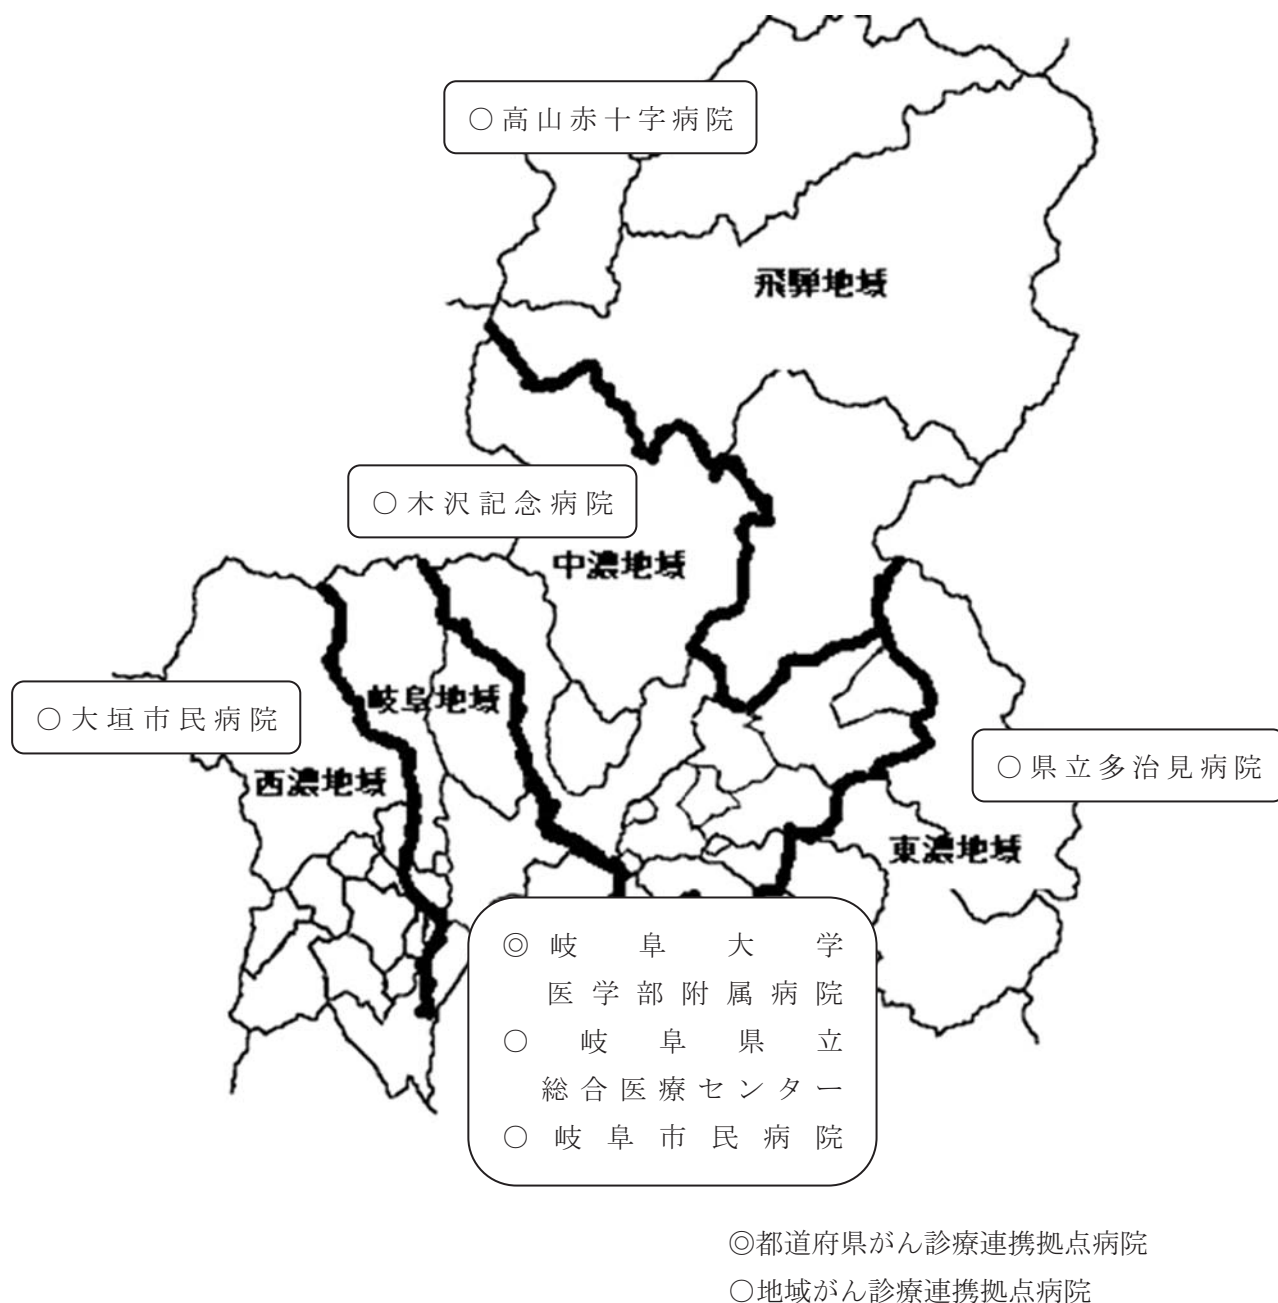 ○高山赤十字病院
飛騨地域
○木沢記念病院
中濃地域
岐阜地域
○大垣市民病院
西濃地域
○県立多治見病院
東濃地域
◎岐阜大学
医学部附属病院
○岐阜県立
総合医療センター
○岐阜市民病院
◎都道府県がん診療連携拠点病院
○地域がん診療連携拠点病院